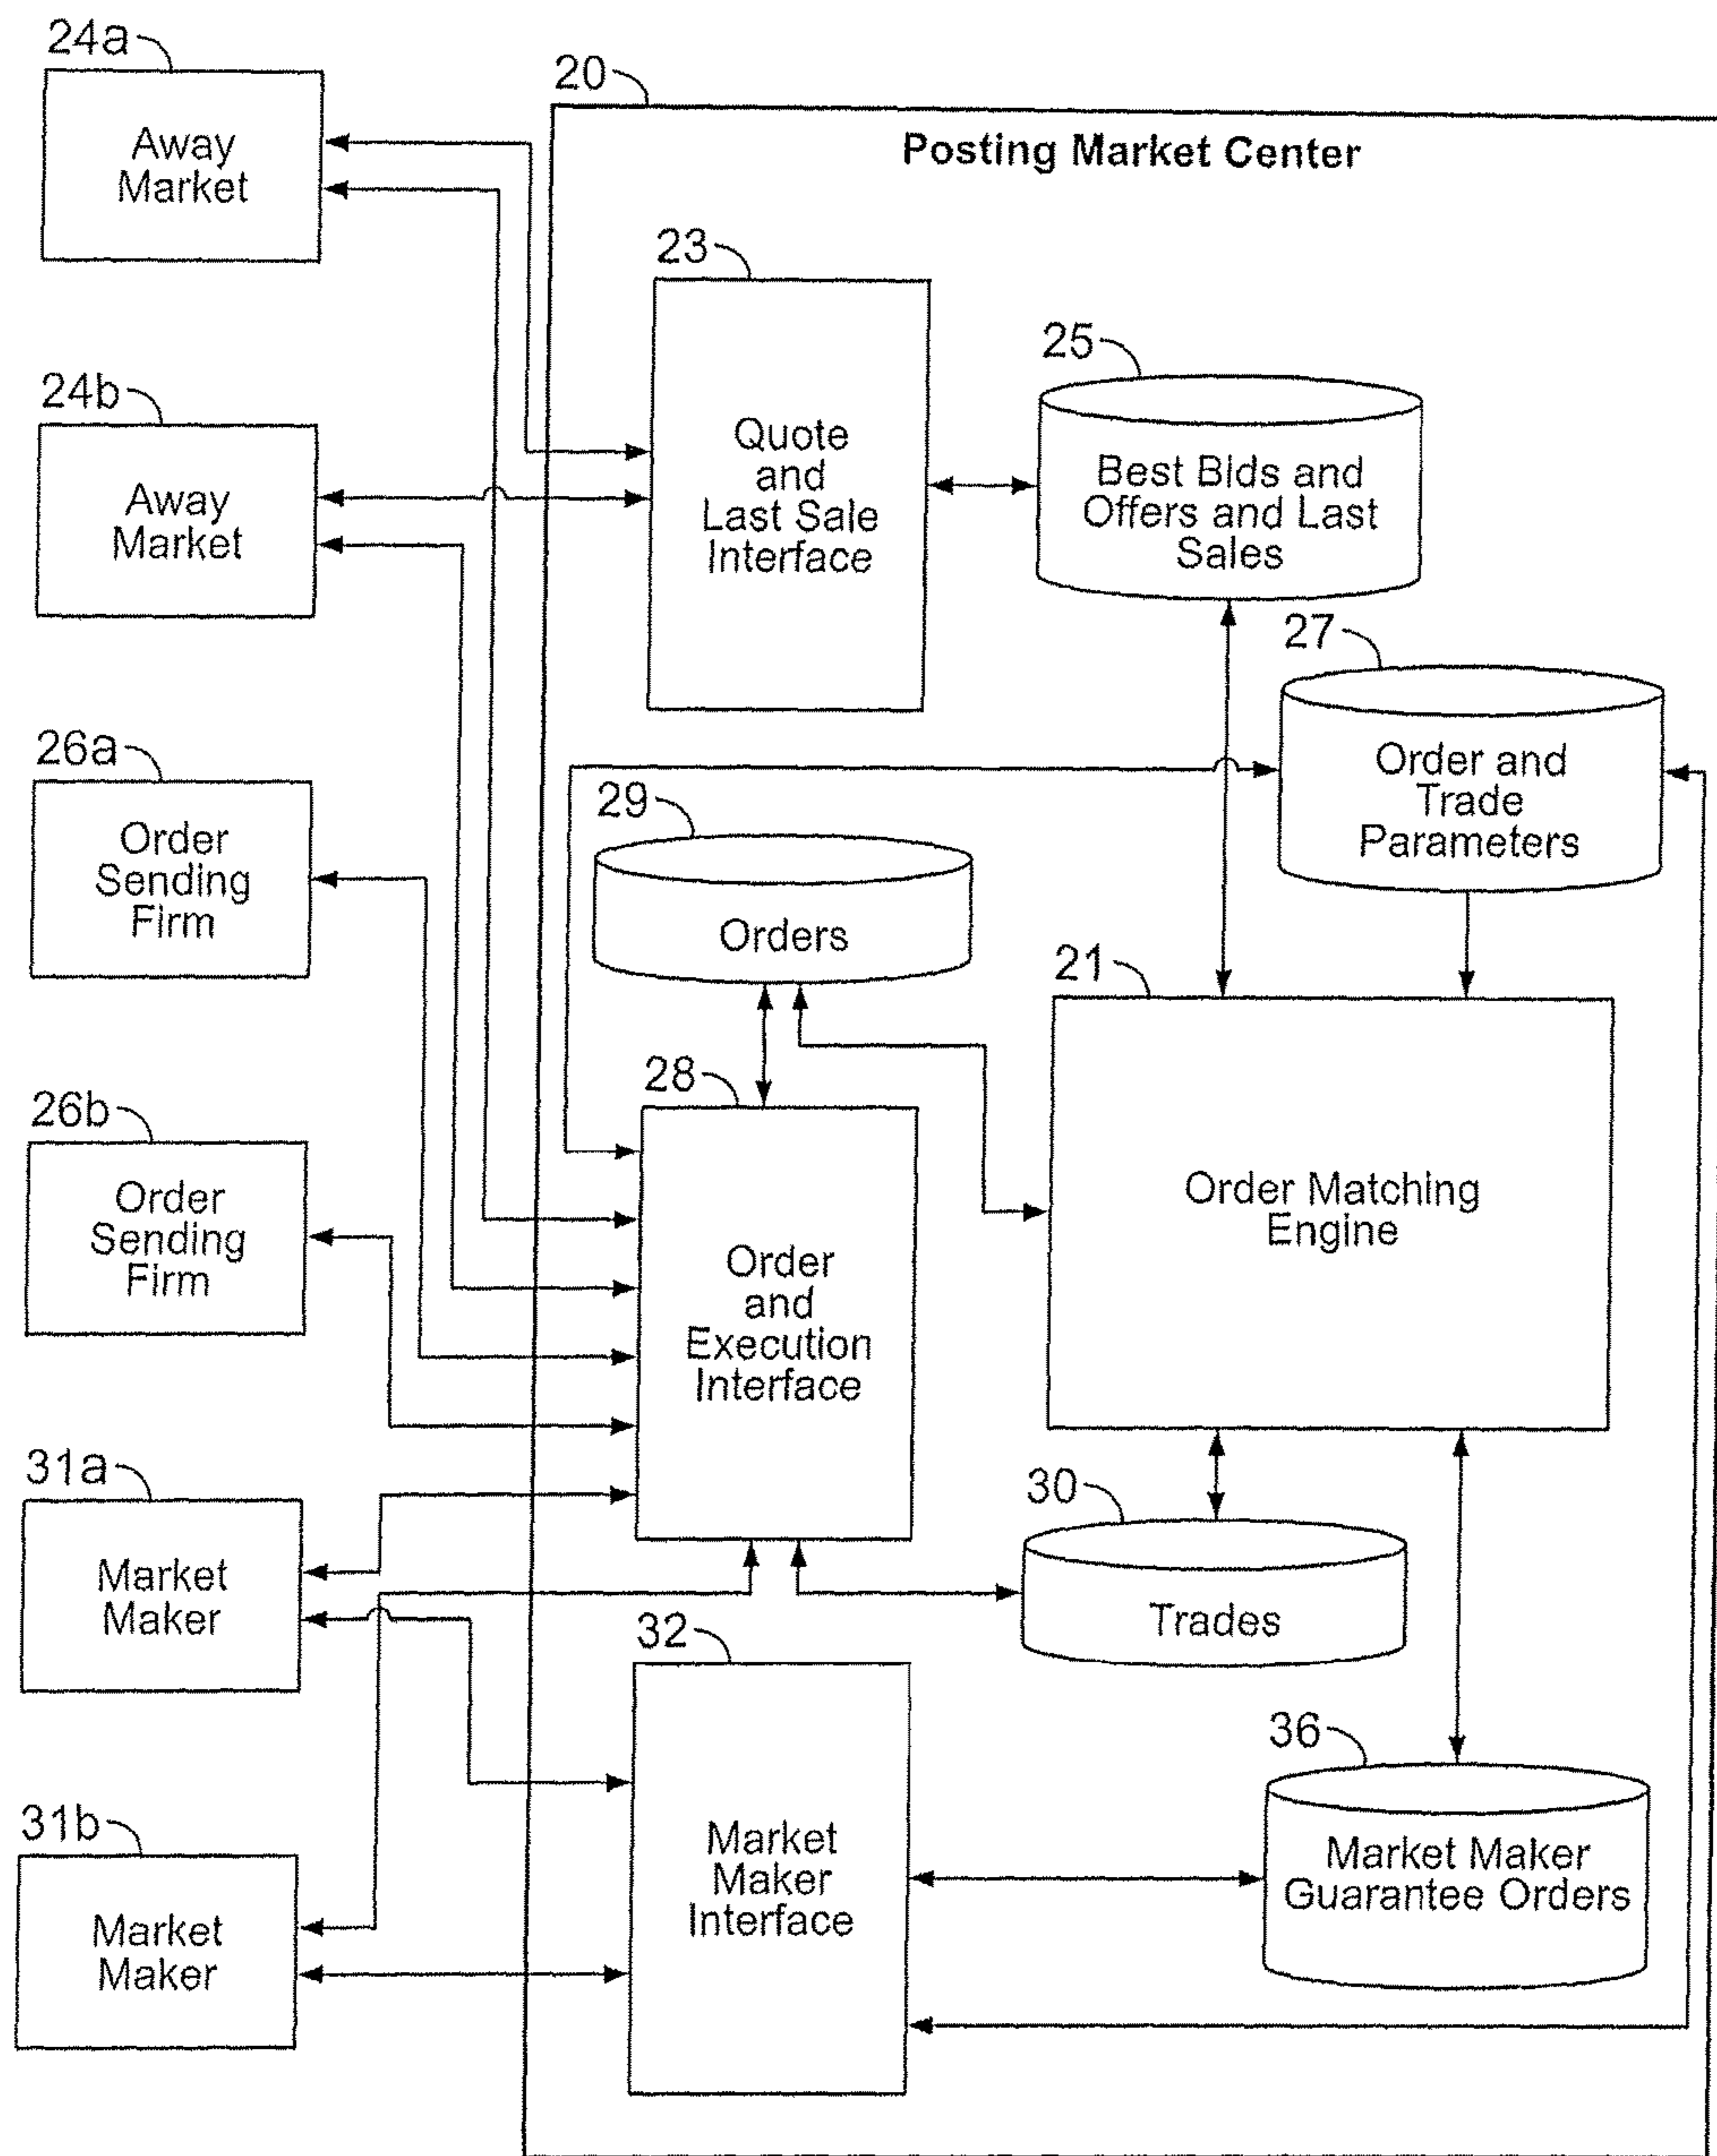 24a
Away
Market
20
Posting Market Center
23
Quote
and
Last Sale
Interface
25
Best Bids and
Offers and Last
Sales
24b
Away
Market
27
Order and
Trade
Parameters
26a
Order
Sending
Firm
29
Orders
21
Order Matching
Engine
26b
Order
Sending
Firm
28
Order
and
Execution
Interface
31a
Market
Maker
30
Trades
32
Market
Maker
Interface
36
Market Maker
Guarantee Orders
31b
Market
Maker